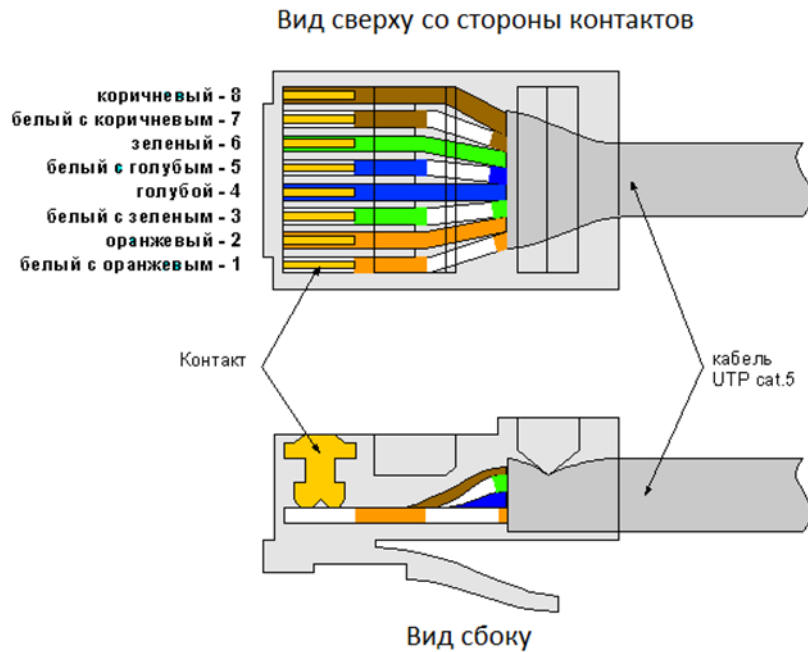 Вид сверху со стороны контактов
коричневый - 8
белый с коричневым - 7
зеленый - 6
белый с голубым - 5
голубой - 4
белый с зеленым - 3
оранжевый - 2
белый с оранжевым - 1
Контакт
кабель
UTP cat.5
Вид сбоку